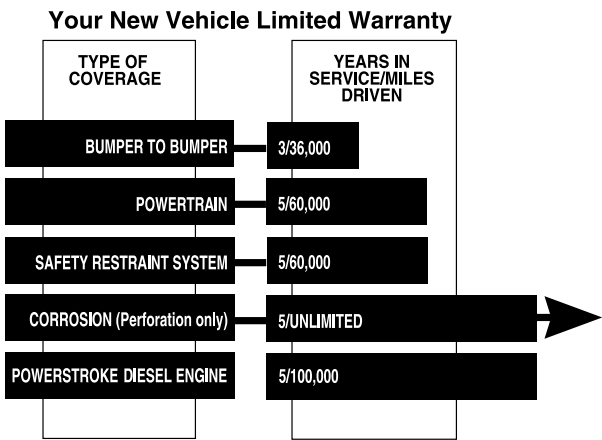 Your New Vehicle Limited Warranty
TYPE OF
COVERAGE
YEARS IN
SERVICE/MILES
DRIVEN
BUMPER TO BUMPER
3/36,000
POWERTRAIN
5/60,000
SAFETY RESTRAINT SYSTEM
5/60,000
CORROSION (Perforation only)
5/UNLIMITED
POWERSTROKE DIESEL ENGINE
5/100,000